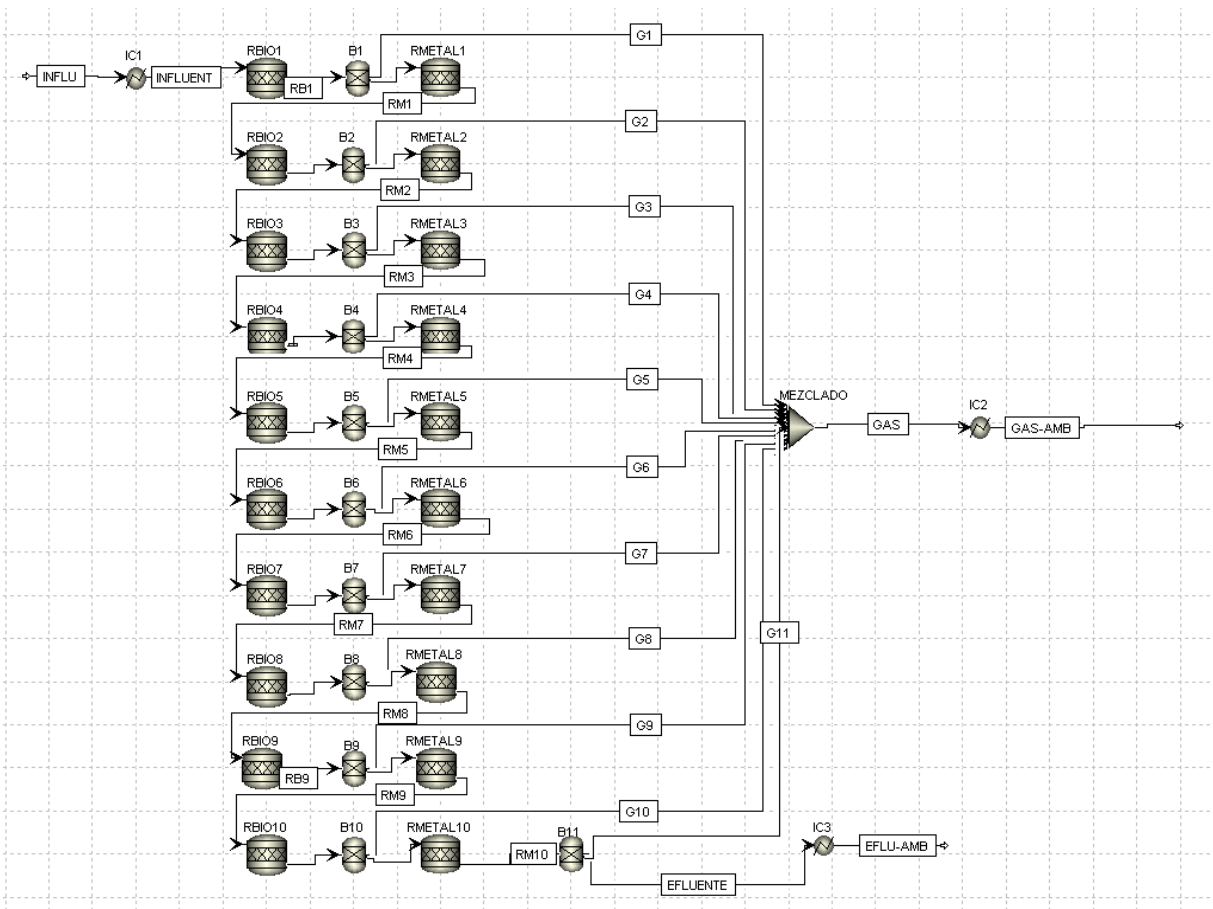 G1
IC1
RBIO1
B1
RMETAL1
INFLU
INFLUENT
RB1
RM1
G2
RBIO2
B2
RMETAL2
RM2
G3
RBIO3
B3
RMETAL3
RM3
G4
RBIO4
B4
RMETAL4
RM4
G5
RBIO5
B5
RMETAL5
MEZCLADO
IC2
GAS
GAS-AMB
RM5
G6
RBIO6
B6
RMETAL6
RM6
G7
RBIO7
B7
RMETAL7
RM7
G11
G8
RBIO8
B8
RMETAL8
RM8
G9
RBIO9
B9
RMETAL9
RB9
RM9
G10
RBIO10
B10
RMETAL10
B11
IC3
RM10
EFLU-AMB
EFLUENTE